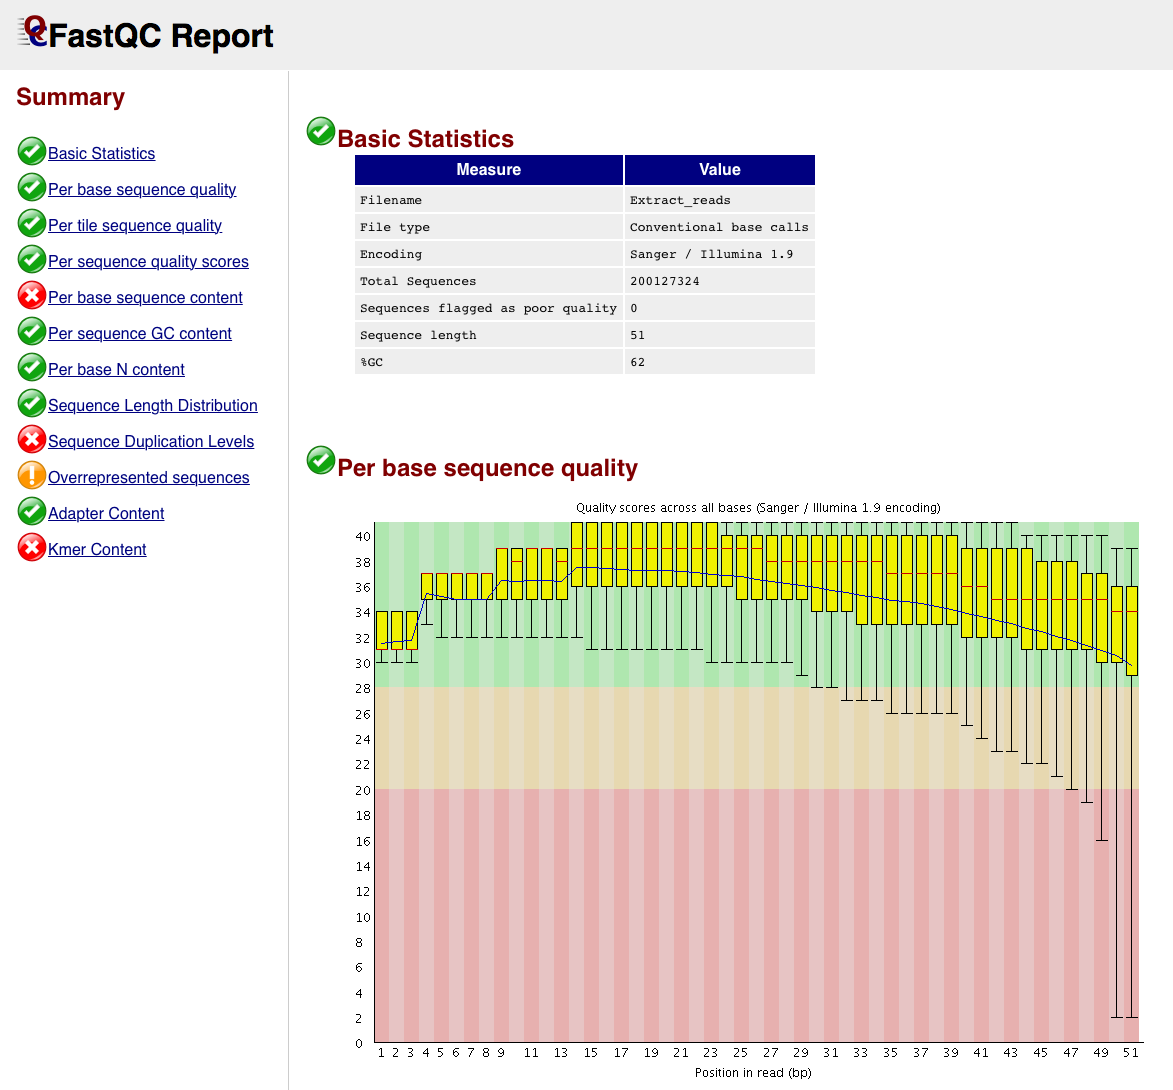 FastQC Report
Summary
Basic Statistics
Per base sequence quality
Per tile sequence quality
Per sequence quality scores
Per base sequence content
Per sequence GC content
Per base N content
Sequence Length Distribution
Sequence Duplication Levels
Overrepresented sequences
Adapter Content
Kmer Content
Basic Statistics
Measure Value
Filename Extract_reads
File type Conventional base calls
Encoding Sanger / Illumina 1.9
Total Sequences 200127324
Sequences flagged as poor quality 0
Sequence length 51
%GC 62
Per base sequence quality
Quality scores across all bases (Sanger / Illumina 1.9 encoding)
40
38
36
34
32
30
28
26
24
22
20
18
16
14
12
10
8
6
4
2
0
1 2 3 4 5 6 7 8 9 11 13 15 17 19 21 23 25 27 29 31 33 35 37 39 41 43 45 47 49 51
Position in read (bp)